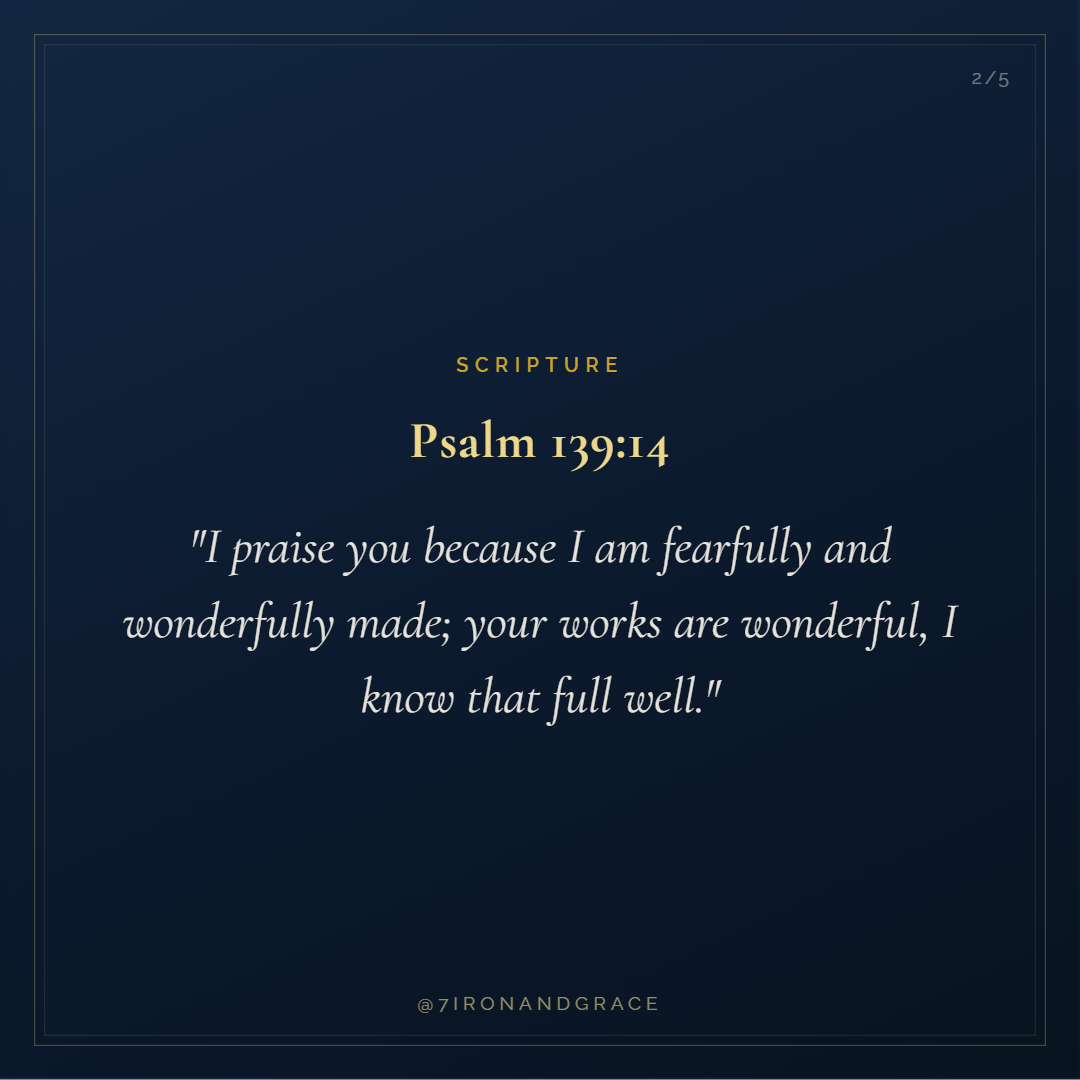 2/5
SCRIPTURE
Psalm 139:14
"I praise you because I am fearfully and
wonderfully made; your works are wonderful, I
know that full well."
@7IRONANDGRACE